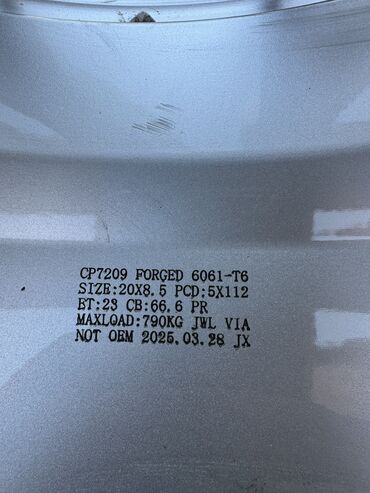 CP7209 FORGED 6061-T6
SIZE:20X8.5 PCD:5X112
ET:23 CB:66.6 PR
MAXLOAD:790KG JWL VIA
NOT OEM 2025.03.28 JX